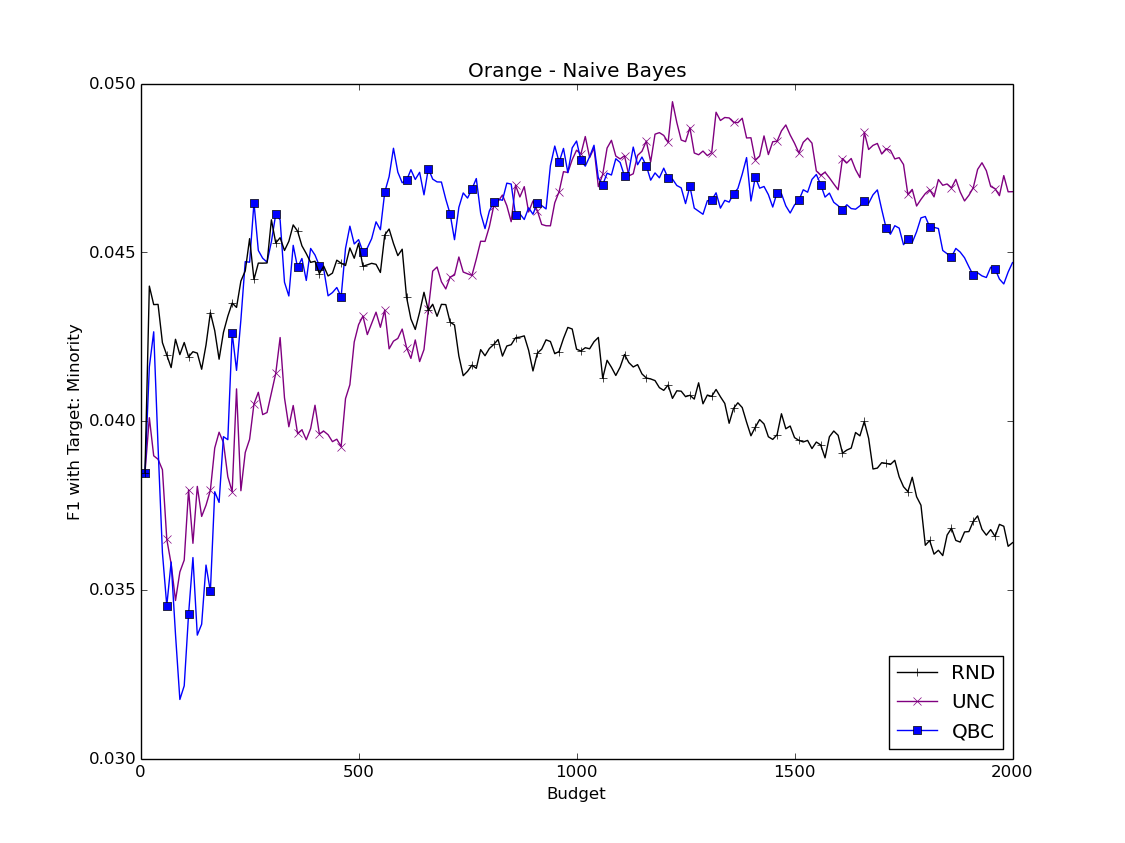 Orange - Naive Bayes
0.050
0.045
0.040
0.035
0.030
F1 with Target: Minority
RND
UNC
QBC
0 500 1000 1500 2000
Budget